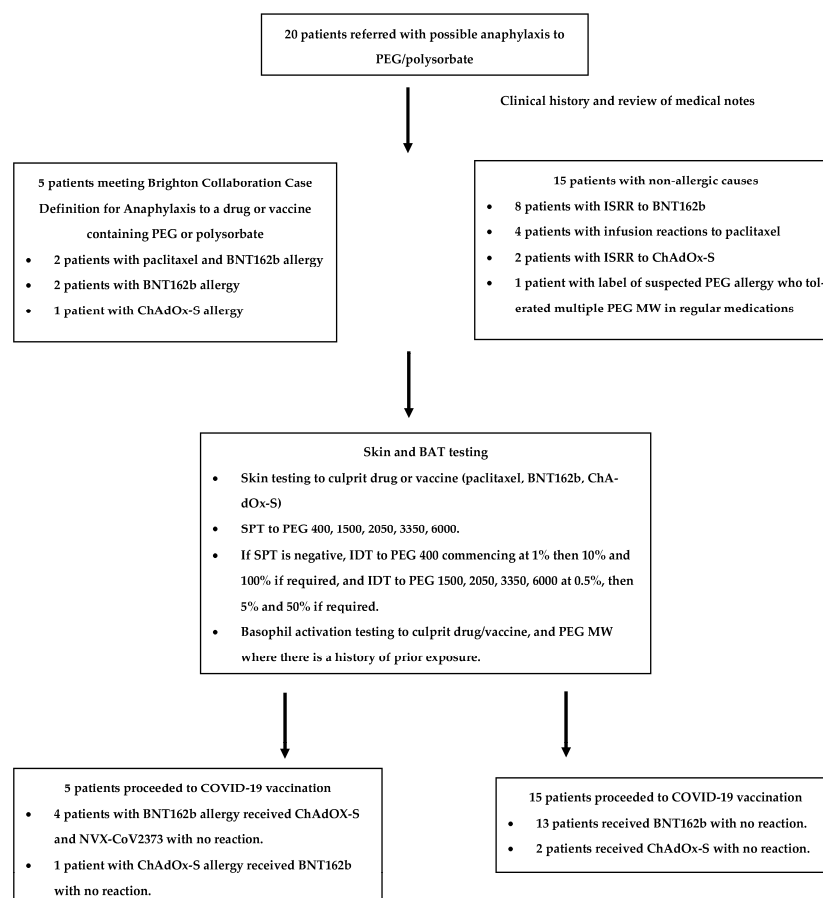 20 patients referred with possible anaphylaxis to
PEG/polysorbate
Clinical history and review of medical notes
5 patients meeting Brighton Collaboration Case
Definition for Anaphylaxis to a drug or vaccine
containing PEG or polysorbate
• 2 patients with paclitaxel and BNT162b allergy
• 2 patients with BNT162b allergy
• 1 patient with ChAdOx-S allergy
15 patients with non-allergic causes
• 8 patients with ISRR to BNT162b
• 4 patients with infusion reactions to paclitaxel
• 2 patients with ISRR to ChAdOx-S
• 1 patient with label of suspected PEG allergy who tol-
erated multiple PEG MW in regular medications
Skin and BAT testing
• Skin testing to culprit drug or vaccine (paclitaxel, BNT162b, ChA-
dOx-S)
• SPT to PEG 400, 1500, 2050, 3350, 6000.
• If SPT is negative, IDT to PEG 400 commencing at 1% then 10% and
100% if required, and IDT to PEG 1500, 2050, 3350, 6000 at 0.5%, then
5% and 50% if required.
• Basophil activation testing to culprit drug/vaccine, and PEG MW
where there is a history of prior exposure.
5 patients proceeded to COVID-19 vaccination
• 4 patients with BNT162b allergy received ChAdOX-S
and NVX-CoV2373 with no reaction.
• 1 patient with ChAdOx-S allergy received BNT162b
with no reaction.
15 patients proceeded to COVID-19 vaccination
• 13 patients received BNT162b with no reaction.
• 2 patients received ChAdOx-S with no reaction.